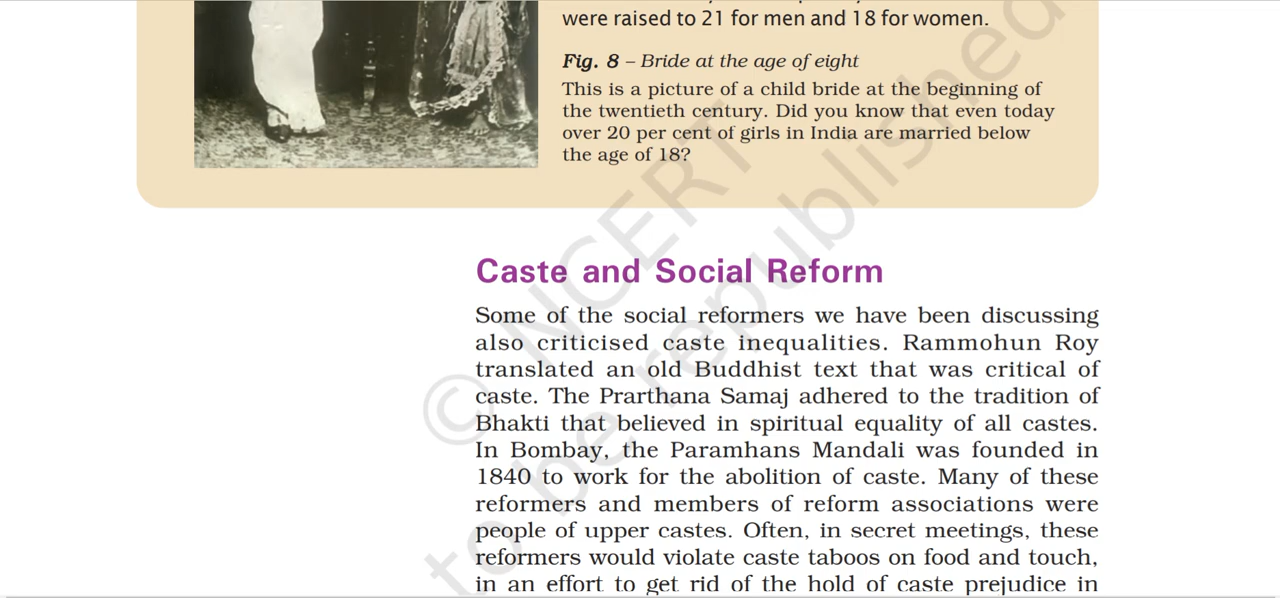 were raised to 21 for men and 18 for women.
Fig. 8 – Bride at the age of eight
This is a picture of a child bride at the beginning of
the twentieth century. Did you know that even today
over 20 per cent of girls in India are married below
the age of 18?
Caste and Social Reform
Some of the social reformers we have been discussing
also criticised caste inequalities. Rammohun Roy
translated an old Buddhist text that was critical of
caste. The Prarthana Samaj adhered to the tradition of
Bhakti that believed in spiritual equality of all castes.
In Bombay, the Paramhans Mandali was founded in
1840 to work for the abolition of caste. Many of these
reformers and members of reform associations were
people of upper castes. Often, in secret meetings, these
reformers would violate caste taboos on food and touch,
in an effort to get rid of the hold of caste prejudice in
© NCERT
to be republished